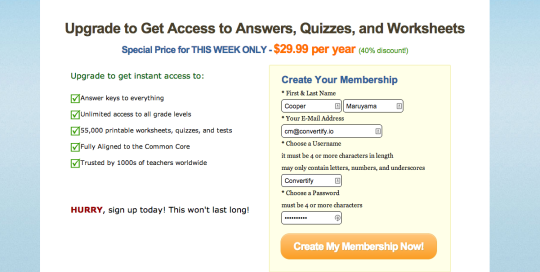 Upgrade to Get Access to Answers, Quizzes, and Worksheets
Special Price for THIS WEEK ONLY - $29.99 per year (40% discount!)
Upgrade to get instant access to:
Answer keys to everything
Unlimited access to all grade levels
55,000 printable worksheets, quizzes, and tests
Fully Aligned to the Common Core
Trusted by 1000s of teachers worldwide
HURRY, sign up today! This won't last long!
Create Your Membership
* First & Last Name
Cooper Maruyama
* Your E-Mail Address
cm@convertify.io
* Choose a Username
it must be 4 or more characters in length
may only contain letters, numbers, and underscores
Convertify
* Choose a Password
must be 4 or more characters
••••••••••
Create My Membership Now!